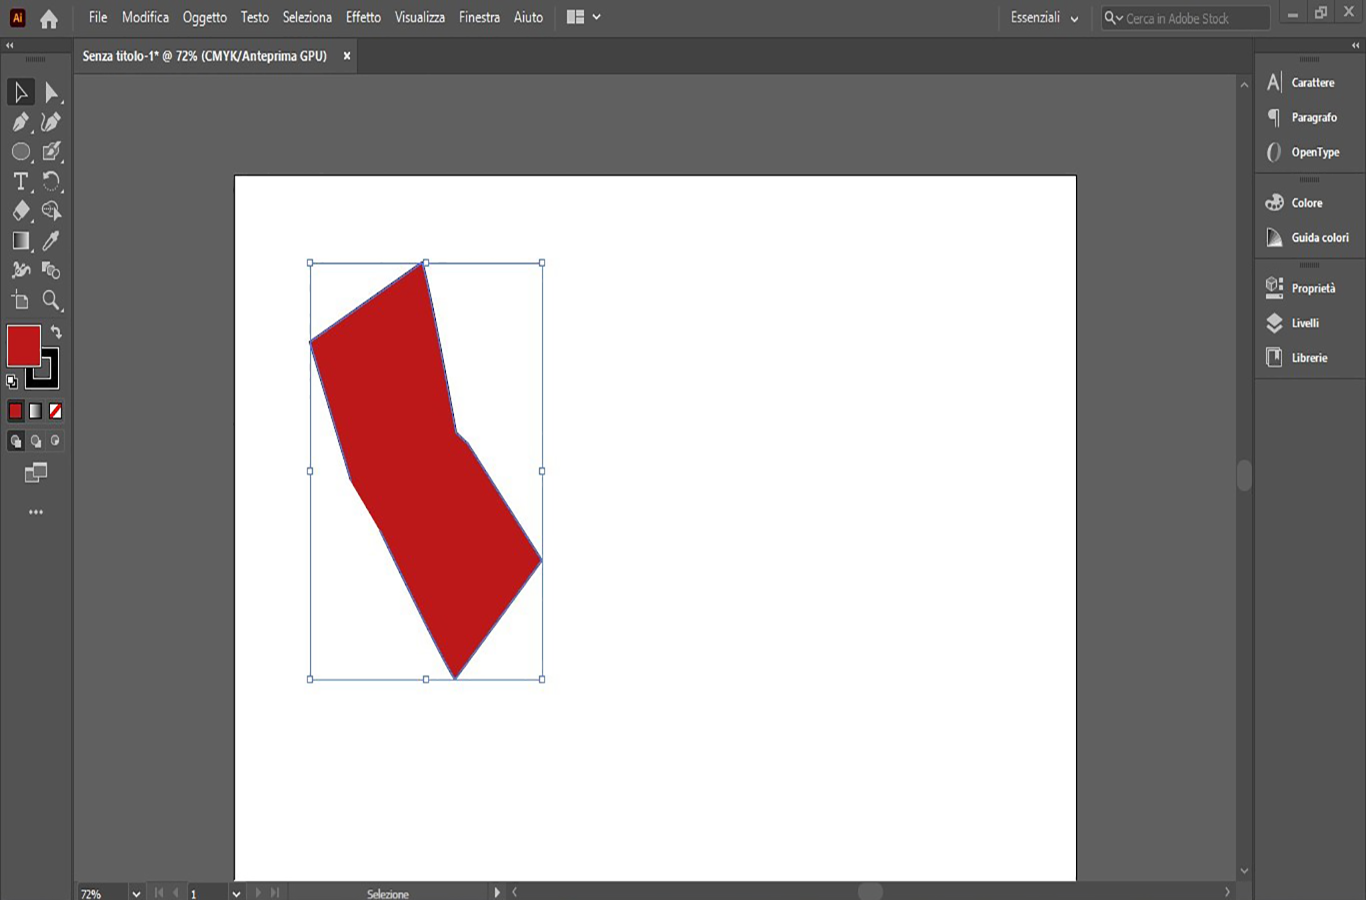 Ai File Modifica Oggetto Testo Seleziona Effetto Visualizza Finestra Aiuto Essenziali Cerca in Adobe Stock
Senza titolo-1* @ 72% (CMYK/Anteprima GPU) ×
Carattere
Paragrafo
OpenType
Colore
Guida colori
Proprietà
Livelli
Librerie
72% 1 Selezione